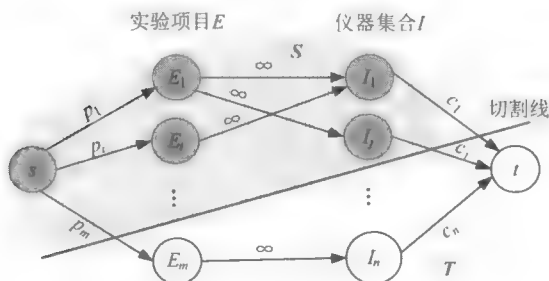 实验项目E 仪器集合I
E₁ ∞ S I₁
∞
p₁ ∞ c₁ 切割线
pᵢ Eᵢ Iⱼ cⱼ
s t
⋮ ⋮
pₘ cₙ
Eₘ ∞ Iₙ T